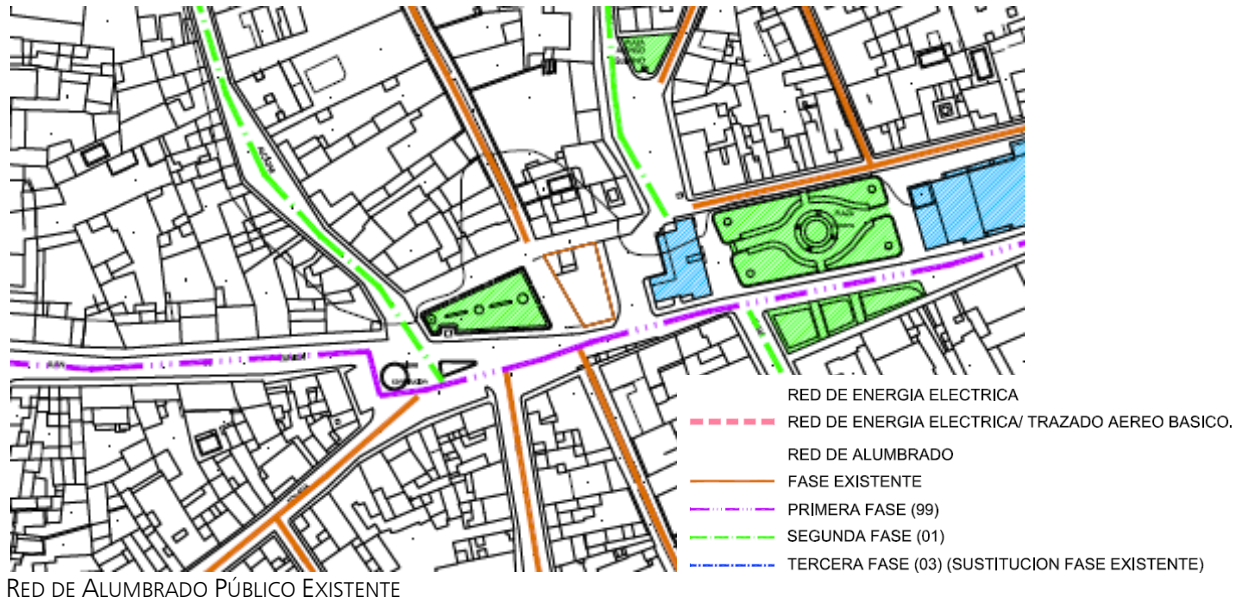 PLAZA
RED DE ENERGIA ELECTRICA
RED DE ENERGIA ELECTRICA/ TRAZADO AEREO BASICO.
RED DE ALUMBRADO
FASE EXISTENTE
PRIMERA FASE (99)
SEGUNDA FASE (01)
TERCERA FASE (03) (SUSTITUCION FASE EXISTENTE)
RED DE ALUMBRADO PÚBLICO EXISTENTE